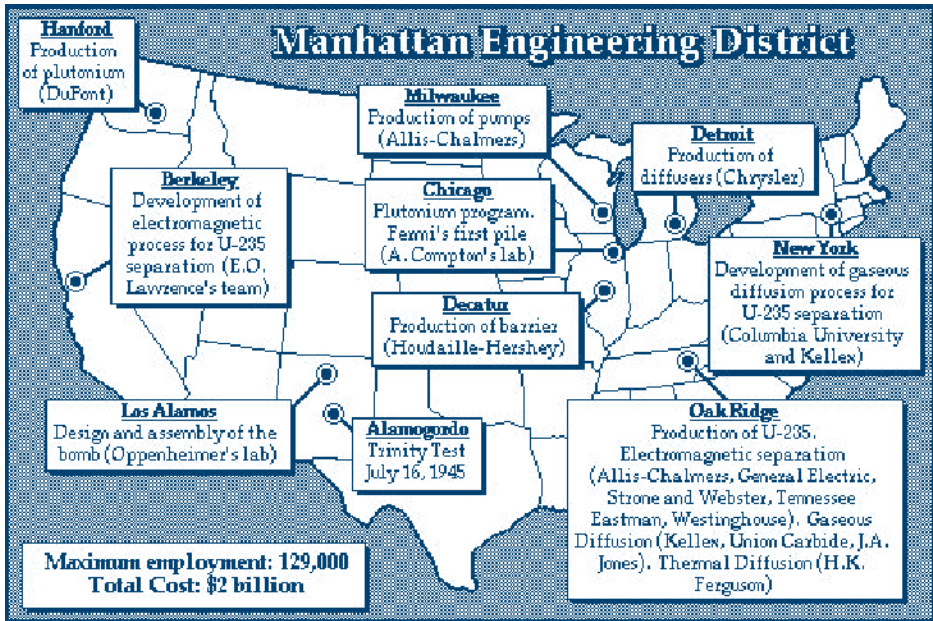 Manhattan Engineering District
Hanford
Production
of plutonium
(DuPont)
Milwaukee
Production of pumps
(Allis-Chalmers)
Detroit
Production of
diffusers (Chrysler)
Berkeley
Development of
electromagnetic
process for U-235
separation (E.O.
Lawrence's team)
Chicago
Plutonium program.
Fermi's first pile
(A. Compton's lab)
New York
Development of gaseous
diffusion process for
U-235 separation
(Columbia University
and Kellex)
Decatur
Production of barrier
(Houdaille-Hershey)
Los Alamos
Design and assembly of the
bomb (Oppenheimer's lab)
Alamogordo
Trinity Test
July 16, 1945
Oak Ridge
Production of U-235.
Electromagnetic separation
(Allis-Chalmers, General Electric,
Strone and Webster, Tennessee
Eastman, Westinghouse). Gaseous
Diffusion (Kellex, Union Carbide, J.A.
Jones). Thermal Diffusion (H.K.
Ferguson)
Maximum employment: 129,000
Total Cost: $2 billion